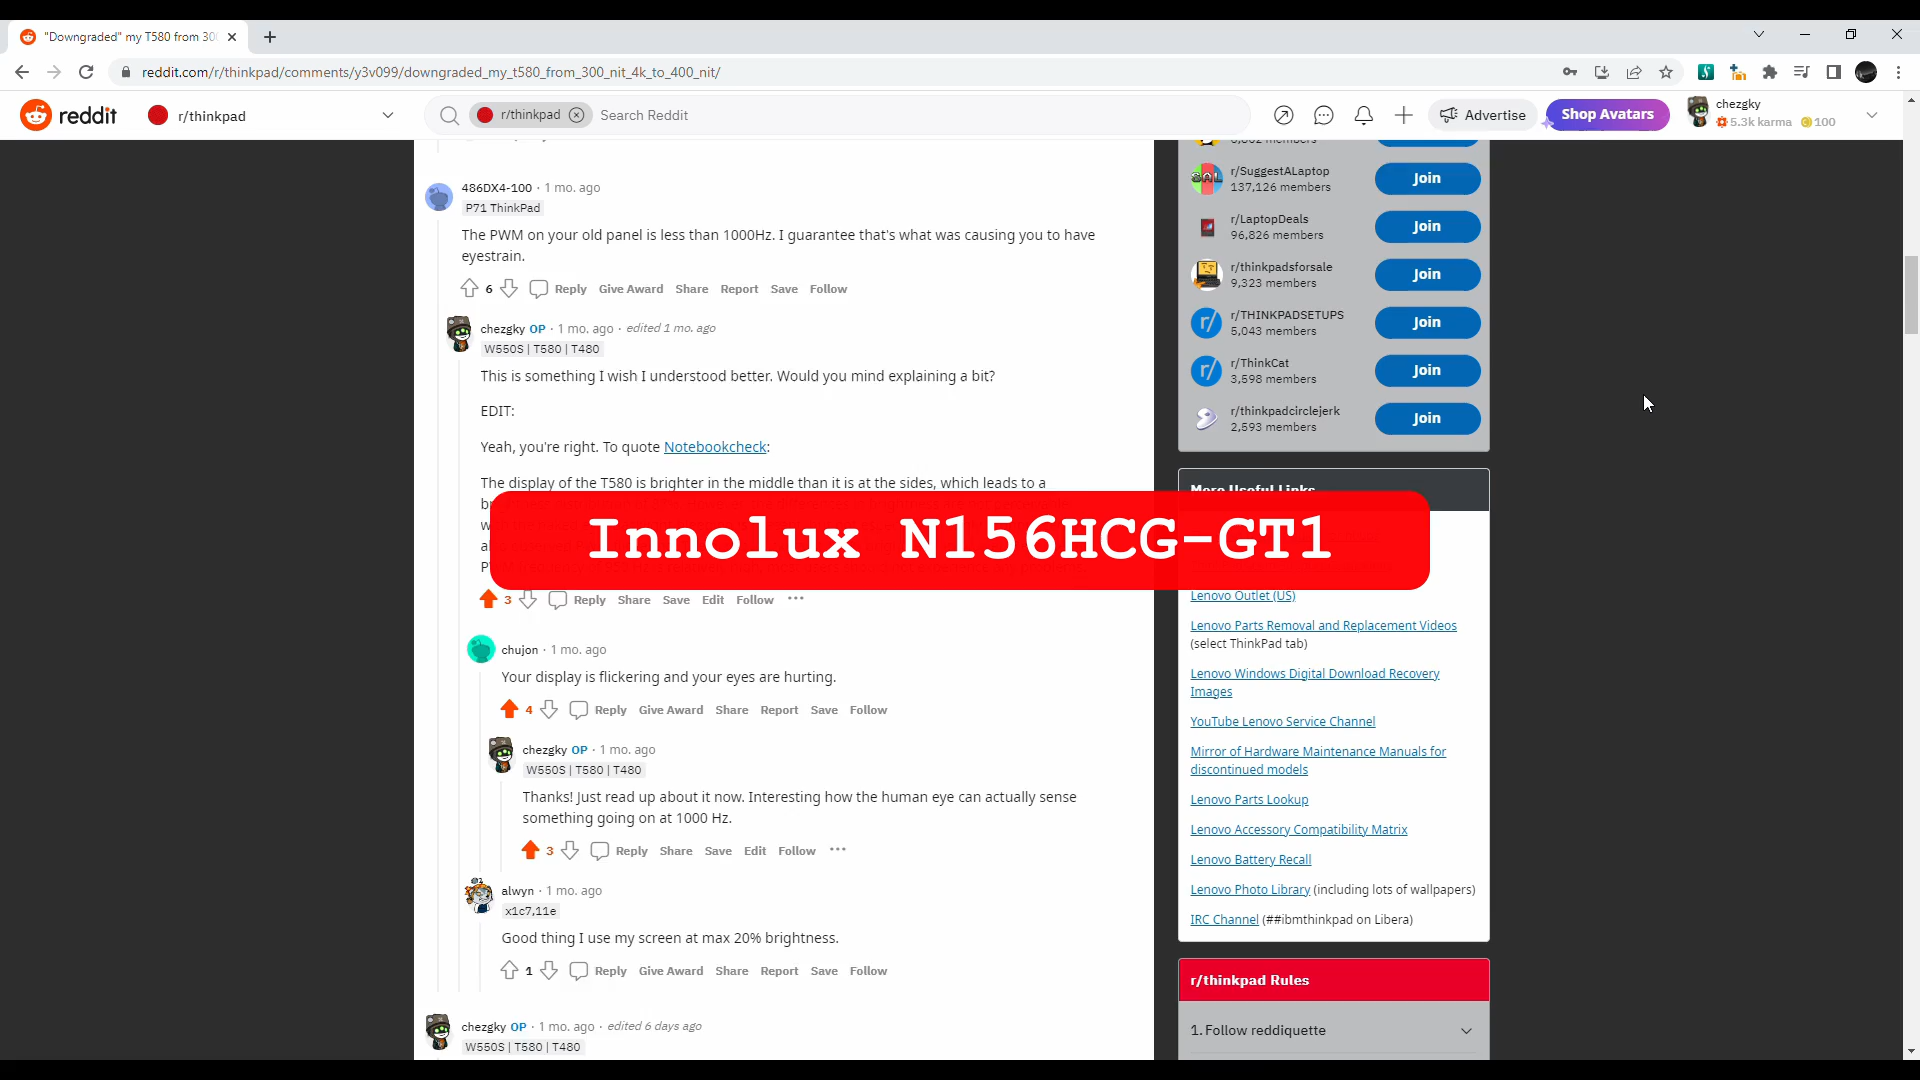 "Downgraded" my T580 from 300
reddit.com/r/thinkpad/comments/y3v099/downgraded_my_t580_from_300_nit_4k_to_400_nit/
reddit
r/thinkpad
r/thinkpad
Search Reddit
Advertise
Shop Avatars
chezgky
5.3k karma
100
486DX4-100 · 1 mo. ago
P71 ThinkPad
The PWM on your old panel is less than 1000Hz. I guarantee that's what was causing you to have
eyestrain.
6
Reply Give Award Share Report Save Follow
chezgky OP · 1 mo. ago · edited 1 mo. ago
W550S | T580 | T480
This is something I wish I understood better. Would you mind explaining a bit?
EDIT:
Yeah, you're right. To quote Notebookcheck:
The display of the T580 is brighter in the middle than it is at the sides, which leads to a
Innolux N156HCG-GT1
3 Reply Share Save Edit Follow ···
chujon · 1 mo. ago
Your display is flickering and your eyes are hurting.
4 Reply Give Award Share Report Save Follow
chezgky OP · 1 mo. ago
W550S | T580 | T480
Thanks! Just read up about it now. Interesting how the human eye can actually sense
something going on at 1000 Hz.
3 Reply Share Save Edit Follow ···
alwyn · 1 mo. ago
x1c7,11e
Good thing I use my screen at max 20% brightness.
1 Reply Give Award Share Report Save Follow
chezgky OP · 1 mo. ago · edited 6 days ago
W550S | T580 | T480
r/SuggestALaptop
137,126 members
Join
r/LaptopDeals
96,826 members
Join
r/thinkpadsforsale
9,323 members
Join
r/THINKPADSETUPS
5,043 members
Join
r/ThinkCat
3,598 members
Join
r/thinkpadcirclejerk
2,593 members
Join
More Useful Links
Lenovo Outlet (US)
Lenovo Parts Removal and Replacement Videos
(select ThinkPad tab)
Lenovo Windows Digital Download Recovery
Images
YouTube Lenovo Service Channel
Mirror of Hardware Maintenance Manuals for
discontinued models
Lenovo Parts Lookup
Lenovo Accessory Compatibility Matrix
Lenovo Battery Recall
Lenovo Photo Library (including lots of wallpapers)
IRC Channel (##ibmthinkpad on Libera)
r/thinkpad Rules
1. Follow reddiquette